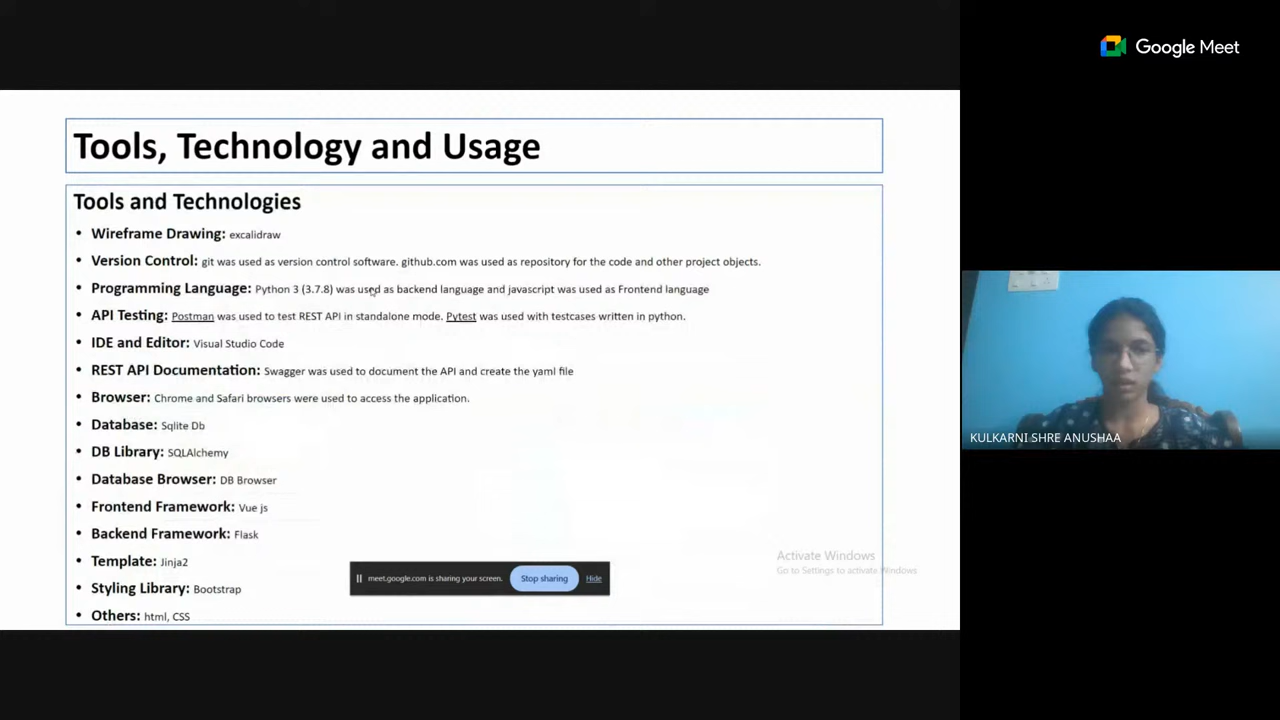 Google Meet
Tools, Technology and Usage
Tools and Technologies
• Wireframe Drawing: excalidraw
• Version Control: git was used as version control software. github.com was used as repository for the code and other project objects.
• Programming Language: Python 3 (3.7.8) was used as backend language and javascript was used as Frontend language
• API Testing: Postman was used to test REST API in standalone mode. Pytest was used with testcases written in python.
• IDE and Editor: Visual Studio Code
• REST API Documentation: Swagger was used to document the API and create the yaml file
• Browser: Chrome and Safari browsers were used to access the application.
• Database: Sqlite Db
• DB Library: SQLAlchemy
• Database Browser: DB Browser
• Frontend Framework: Vue js
• Backend Framework: Flask
• Template: Jinja2
• Styling Library: Bootstrap
• Others: html, CSS
meet.google.com is sharing your screen. Stop sharing Hide
Activate Windows
Go to Settings to activate Windows
KULKARNI SHRE ANUSHAA